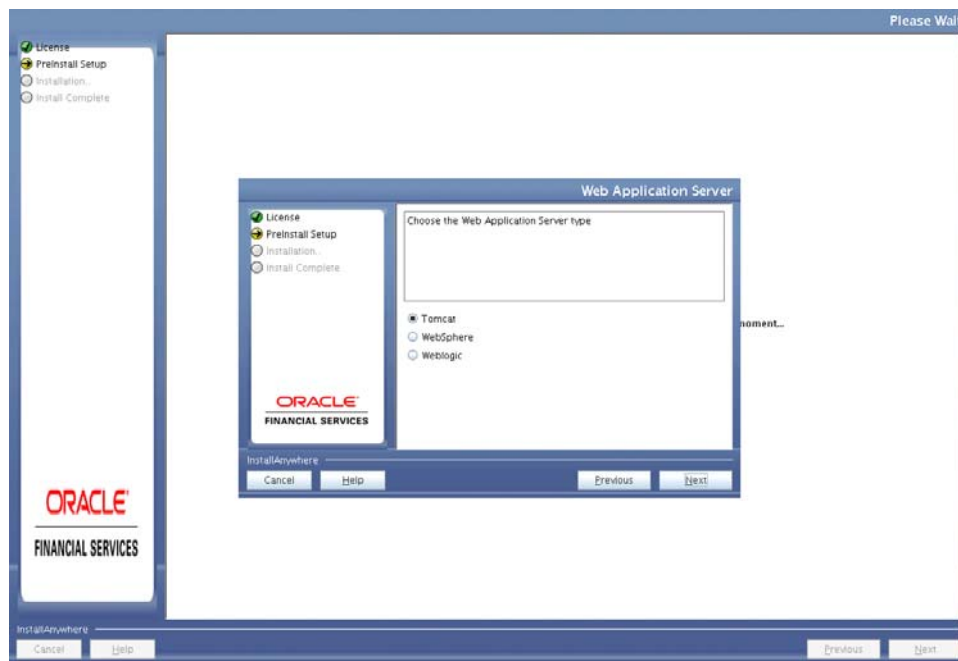 Please Wai
License
Preinstall Setup
Installation...
Install Complete
Web Application Server
License
Preinstall Setup
Installation...
Install Complete
Choose the Web Application Server type
Tomcat
WebSphere
Weblogic
ORACLE
FINANCIAL SERVICES
InstallAnywhere
Cancel Help Previous Next
noment...
ORACLE
FINANCIAL SERVICES
InstallAnywhere
Cancel Help Previous Next